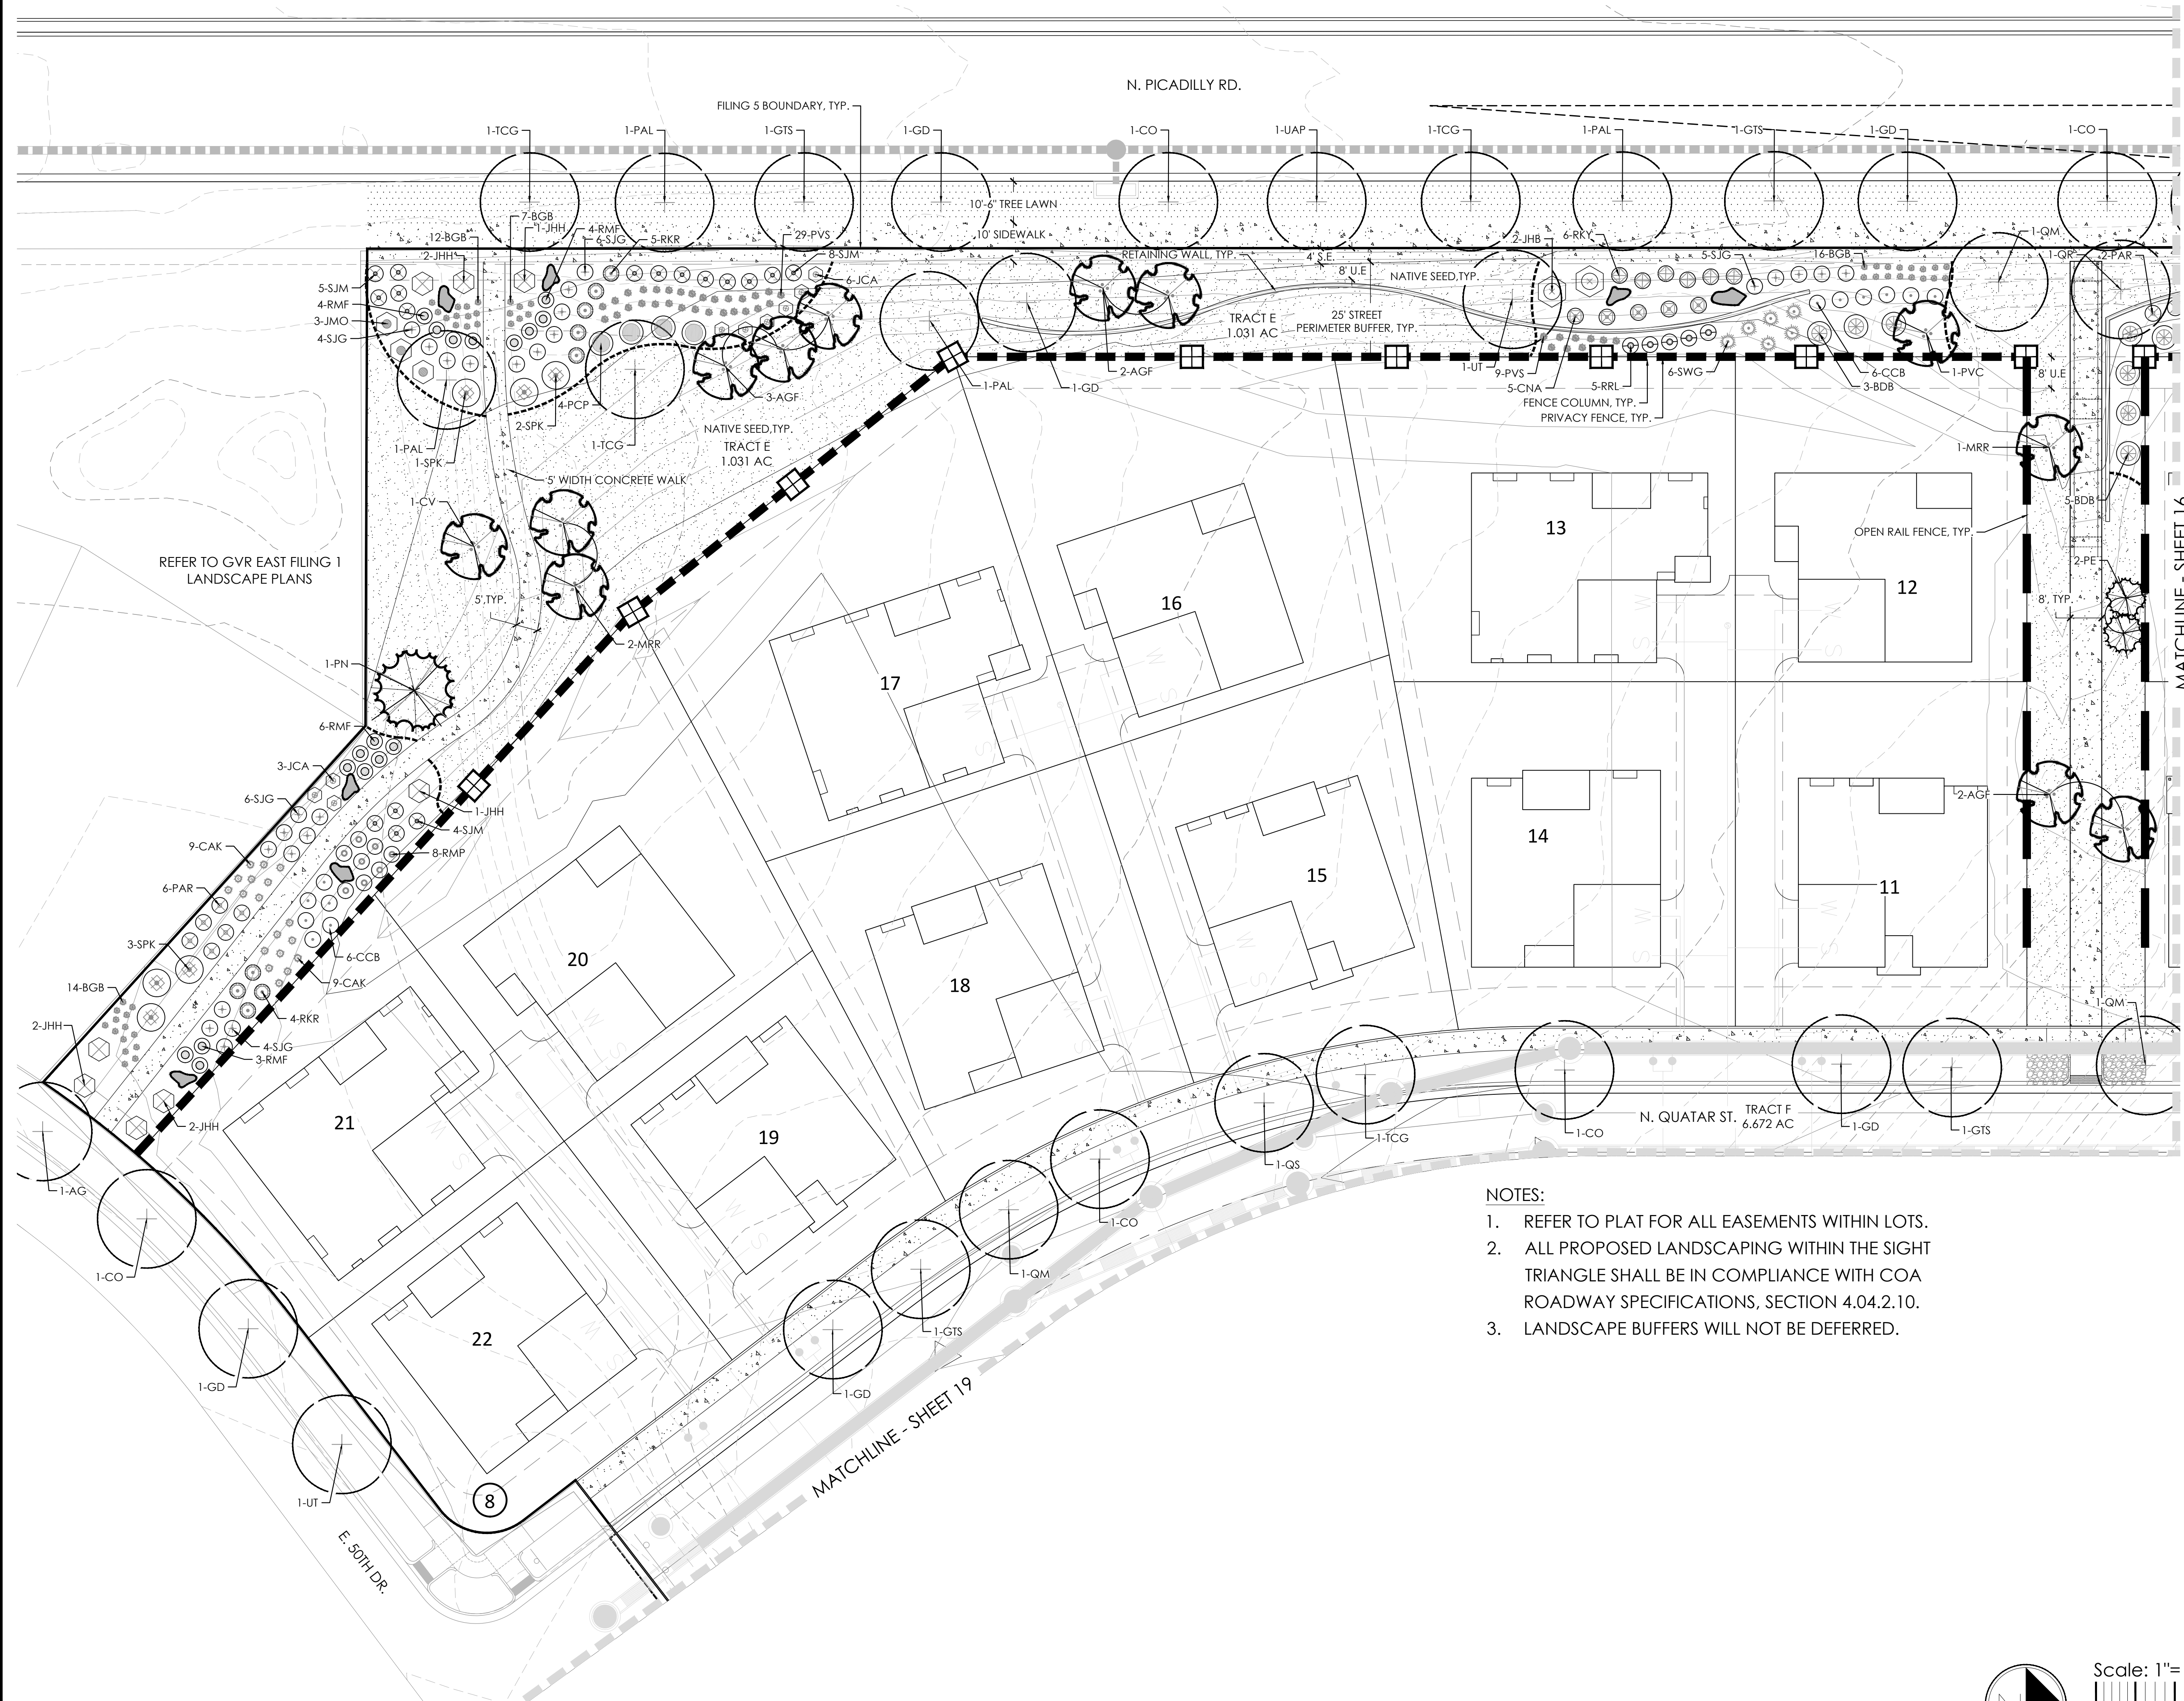 N. PICADILLY RD.
FILING 5 BOUNDARY, TYP.
1-TCG
1-PAL
1-GTS
1-GD
1-CO
1-UAP
1-TCG
1-PAL
1-GTS
1-GD
1-CO
10'-6" TREE LAWN
10' SIDEWALK
7-BGB
1-JHH
4-RMF
6-SJG
5-RKR
29-PVS
8-SJM
6-JCA
12-BGB
2-JHH
5-SJM
4-RMF
3-JMO
4-SJG
RETAINING WALL, TYP.
4' S.E.
8' U.E
NATIVE SEED,TYP.
2-JHB
6-RKY
5-SJG
16-BGB
1-QM
1-QR
2-PAR
TRACT E
1.031 AC
25' STREET
PERIMETER BUFFER, TYP.
1-PAL
1-SPK
2-SPK
4-PCP
1-TCG
3-AGF
NATIVE SEED,TYP.
TRACT E
1.031 AC
1-PAL
1-GD
2-AGF
1-UT
9-PVS
5-CNA
5-RRL
FENCE COLUMN, TYP.
PRIVACY FENCE, TYP.
6-SWG
6-CCB
3-BDB
1-PVC
8' U.E
1-MRR
5-BDB
OPEN RAIL FENCE, TYP.
2-PE
8', TYP.
MATCHLINE - SHEET 16
5' WIDTH CONCRETE WALK
1-CV
REFER TO GVR EAST FILING 1
LANDSCAPE PLANS
5',TYP.
2-MRR
1-PN
6-RMF
3-JCA
6-SJG
9-CAK
6-PAR
3-SPK
14-BGB
2-JHH
1-JHH
4-SJM
8-RMP
6-CCB
9-CAK
4-RKR
4-SJG
3-RMF
2-JHH
13
12
16
17
14
15
11
20
18
21
19
22
8
2-AGF
1-QM
1-AG
1-CO
1-GD
1-UT
E. 50TH DR.
1-GD
1-GTS
1-QM
1-CO
1-QS
1-TCG
1-CO
N. QUATAR ST.
TRACT F
6.672 AC
1-GD
1-GTS
MATCHLINE - SHEET 19
NOTES:
1. REFER TO PLAT FOR ALL EASEMENTS WITHIN LOTS.
2. ALL PROPOSED LANDSCAPING WITHIN THE SIGHT
TRIANGLE SHALL BE IN COMPLIANCE WITH COA
ROADWAY SPECIFICATIONS, SECTION 4.04.2.10.
3. LANDSCAPE BUFFERS WILL NOT BE DEFERRED.
Scale: 1"=